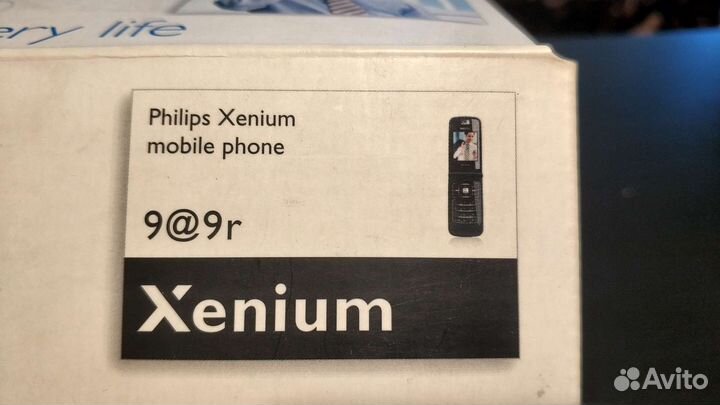 ery life
Philips Xenium
mobile phone
9@9r
Xenium
Avito